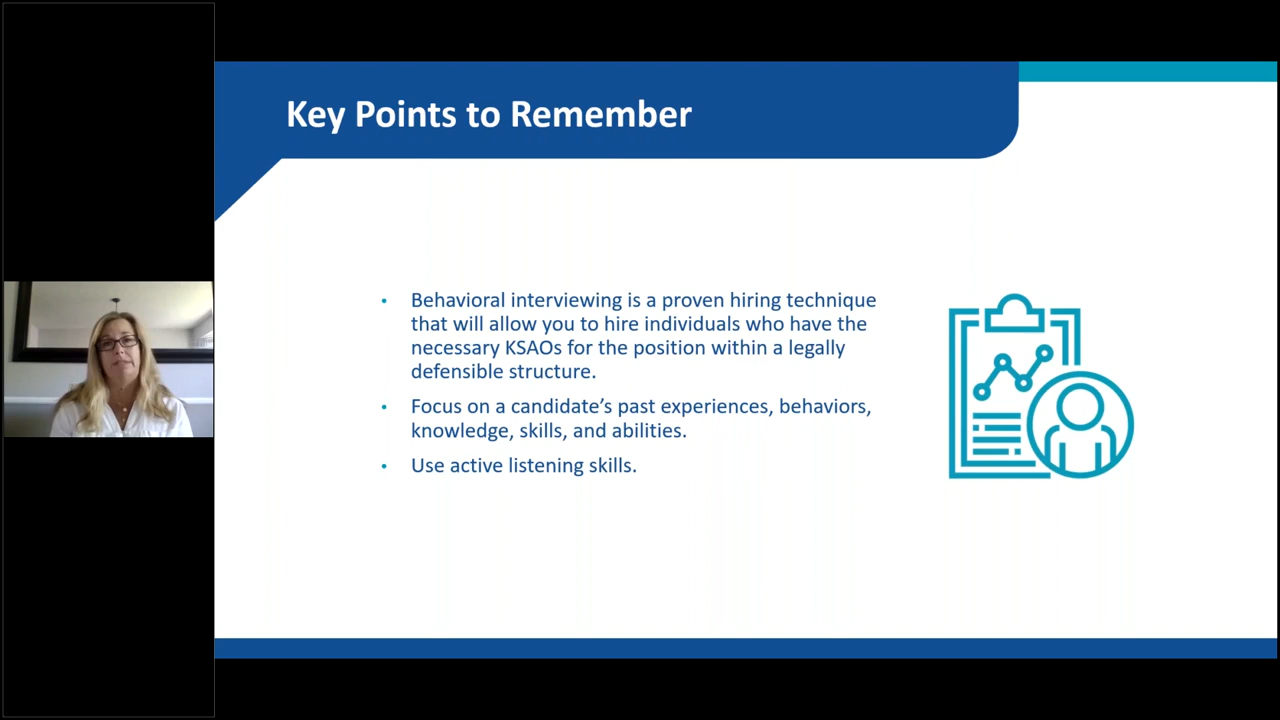 Key Points to Remember
• Behavioral interviewing is a proven hiring technique
that will allow you to hire individuals who have the
necessary KSAOs for the position within a legally
defensible structure.
• Focus on a candidate’s past experiences, behaviors,
knowledge, skills, and abilities.
• Use active listening skills.